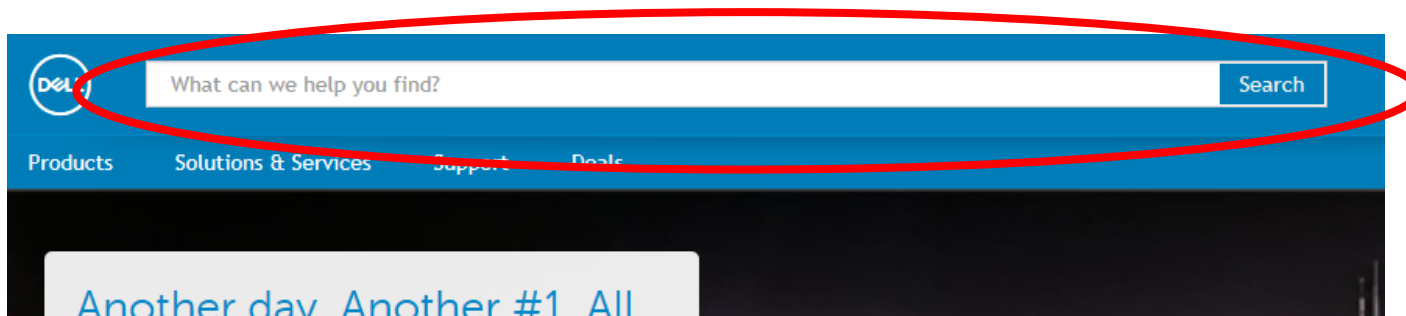 DELL
What can we help you find?
Search
Products Solutions & Services Support Deals
Another day. Another #1. All